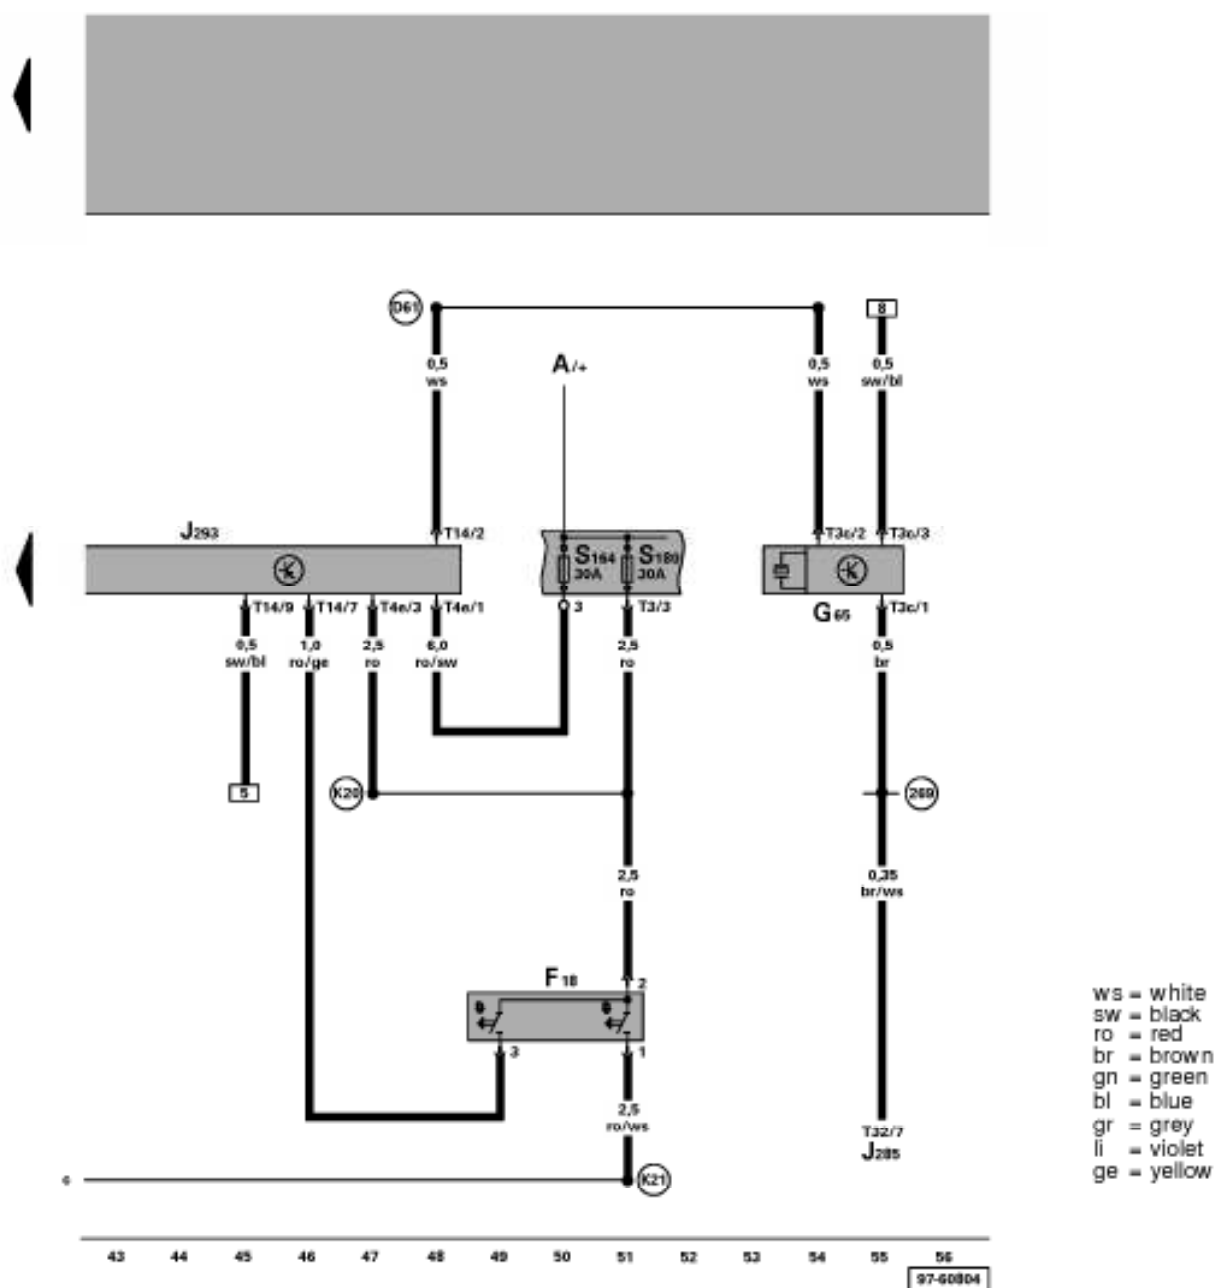 D61
8
0,5
ws
A/+
0,5
ws
0,5
sw/bl
J293
T14/2
S164
30A
S180
30A
T3c/2
T3c/3
T14/9
T14/7
T4e/3
T4e/1
3
T3/3
G65
T3c/1
0,5
sw/bl
1,0
ro/ge
2,5
ro
6,0
ro/sw
2,5
ro
0,5
br
5
K20
269
2,5
ro
0,35
br/ws
F18
2
3
1
2,5
ro/ws
T32/7
J285
6
K21
ws = white
sw = black
ro = red
br = brown
gn = green
bl = blue
gr = grey
li = violet
ge = yellow
43 44 45 46 47 48 49 50 51 52 53 54 55 56
97-60804